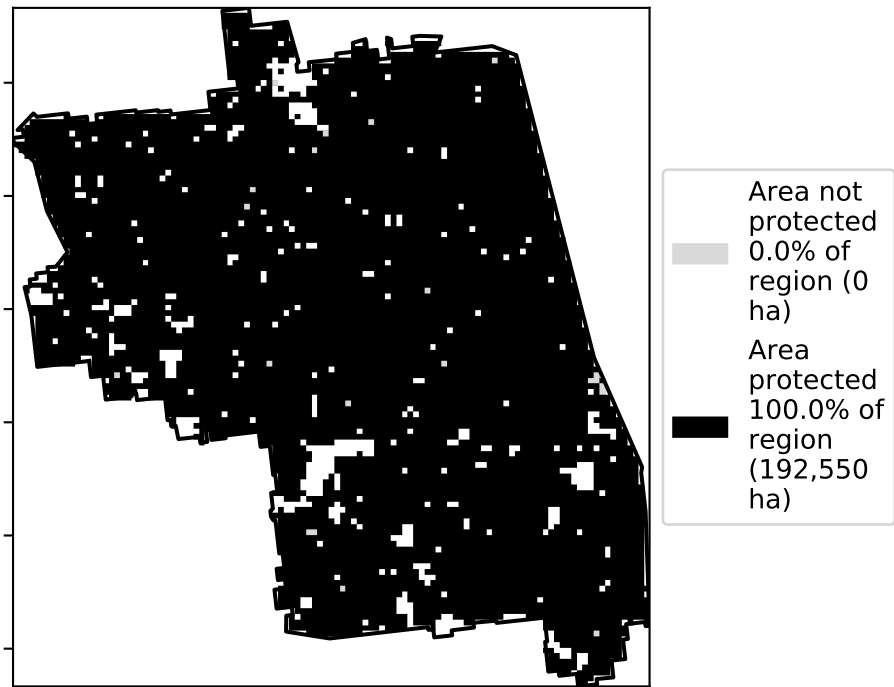 Area not
protected
0.0% of
region (0
ha)
Area
protected
100.0% of
region
(192,550
ha)